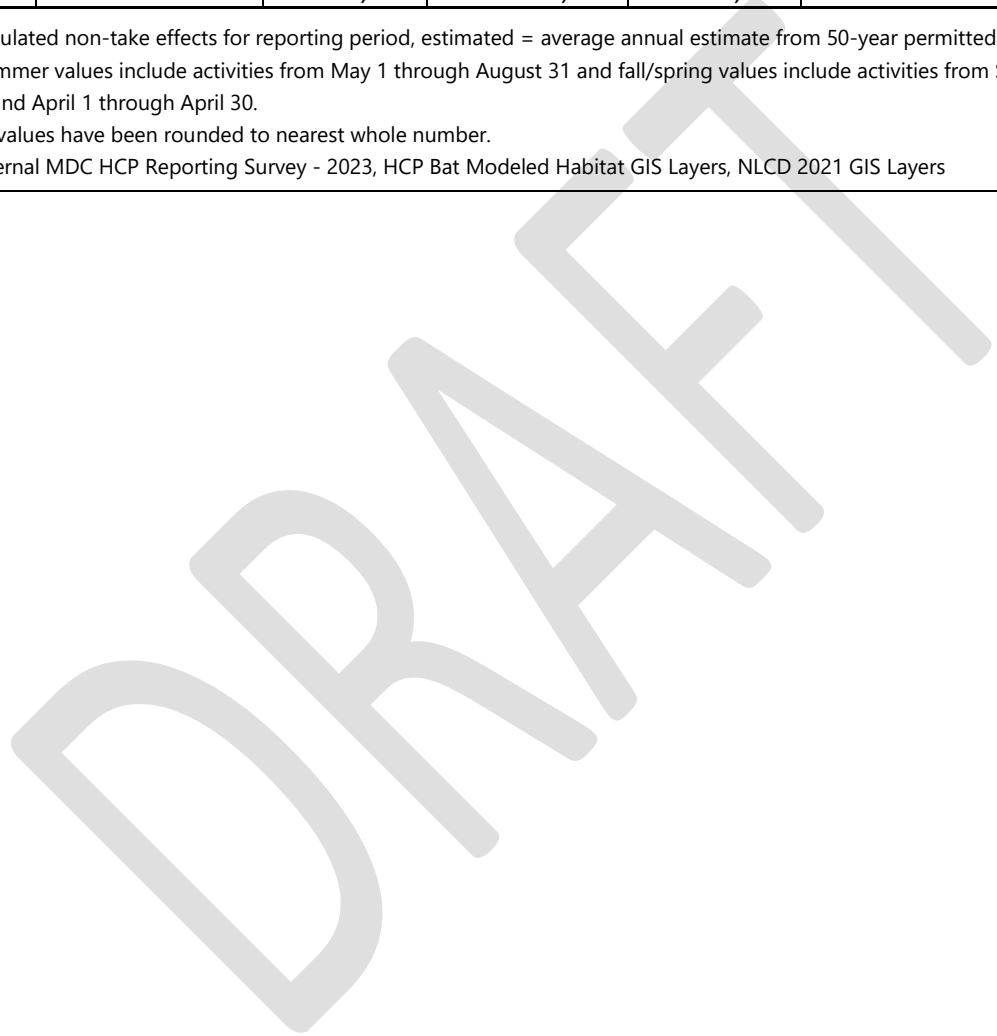 ulated non-take effects for reporting period, estimated = average annual estimate from 50-year permitted
mmer values include activities from May 1 through August 31 and fall/spring values include activities from
nd April 1 through April 30.
values have been rounded to nearest whole number.
ernal MDC HCP Reporting Survey - 2023, HCP Bat Modeled Habitat GIS Layers, NLCD 2021 GIS Layers
DRAFT